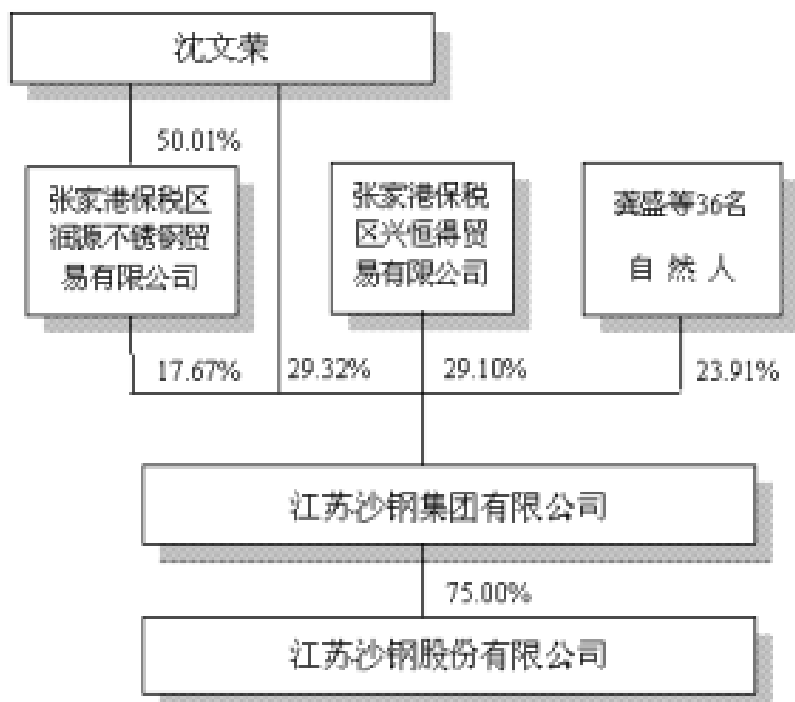 沈文荣
50.01%
张家港保税区
润源不锈钢贸
易有限公司
张家港保税
区兴恒得贸
易有限公司
龚盛等36名
自然人
17.67%
29.32%
29.10%
23.91%
江苏沙钢集团有限公司
75.00%
江苏沙钢股份有限公司